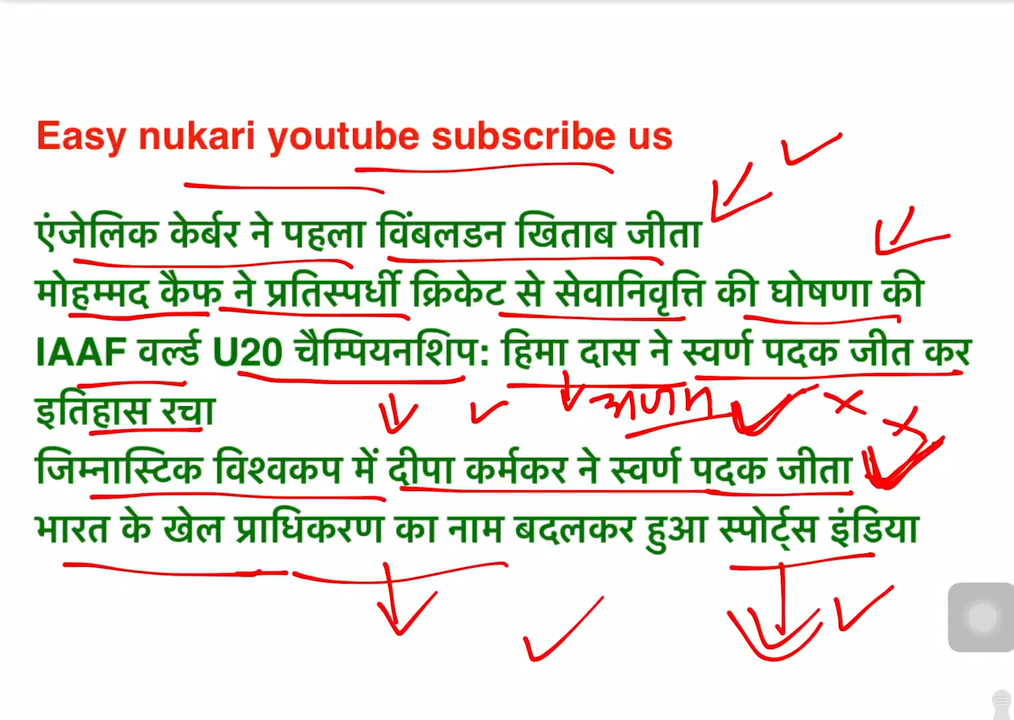 Easy nukari youtube subscribe us
एंजेलिक केर्बर ने पहला विंबलडन खिताब जीता
मोहम्मद कैफ ने प्रतिस्पर्धी क्रिकेट से सेवानिवृत्ति की घोषणा की
IAAF वर्ल्ड U20 चैम्पियनशिप: हिमा दास ने स्वर्ण पदक जीत कर
इतिहास रचा
जिम्नास्टिक विश्वकप में दीपा कर्मकर ने स्वर्ण पदक जीता
भारत के खेल प्राधिकरण का नाम बदलकर हुआ स्पोर्ट्स इंडिया